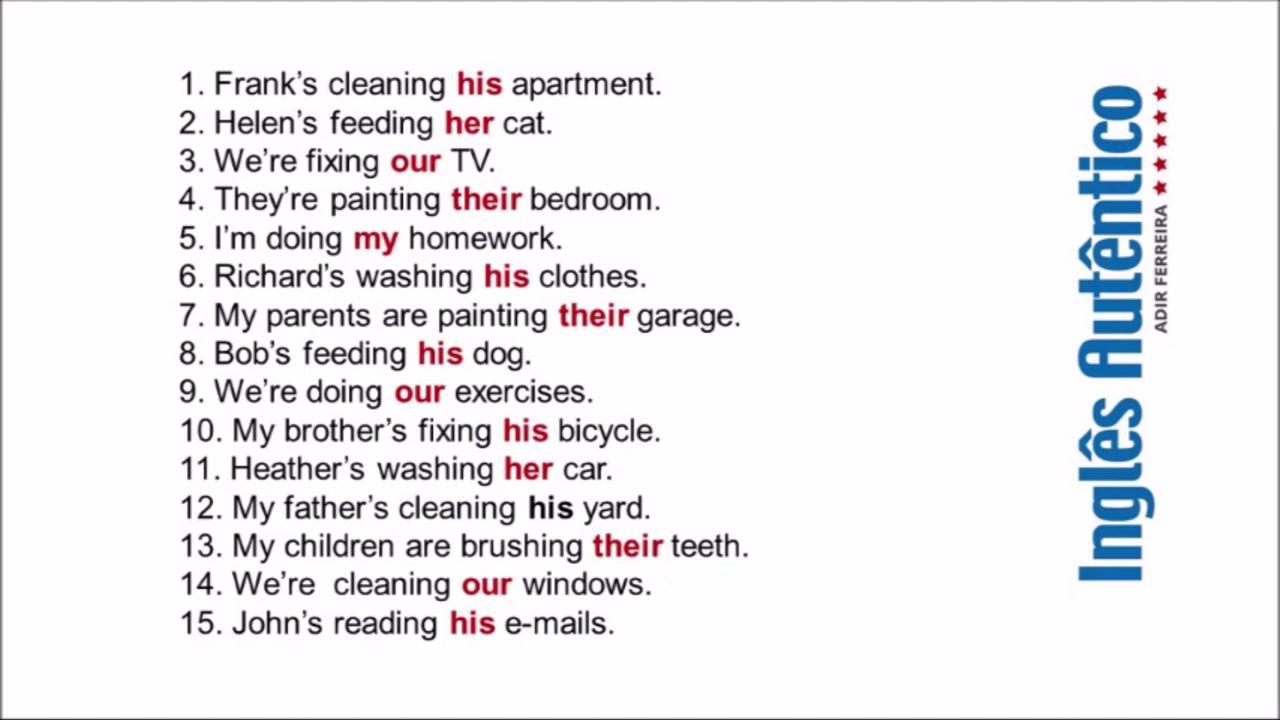 1. Frank's cleaning his apartment.
2. Helen's feeding her cat.
3. We're fixing our TV.
4. They're painting their bedroom.
5. I'm doing my homework.
6. Richard's washing his clothes.
7. My parents are painting their garage.
8. Bob's feeding his dog.
9. We're doing our exercises.
10. My brother's fixing his bicycle.
11. Heather's washing her car.
12. My father's cleaning his yard.
13. My children are brushing their teeth.
14. We're  cleaning our windows.
15. John's reading his e-mails.
Inglês Autêntico
ADIR FERREIRA